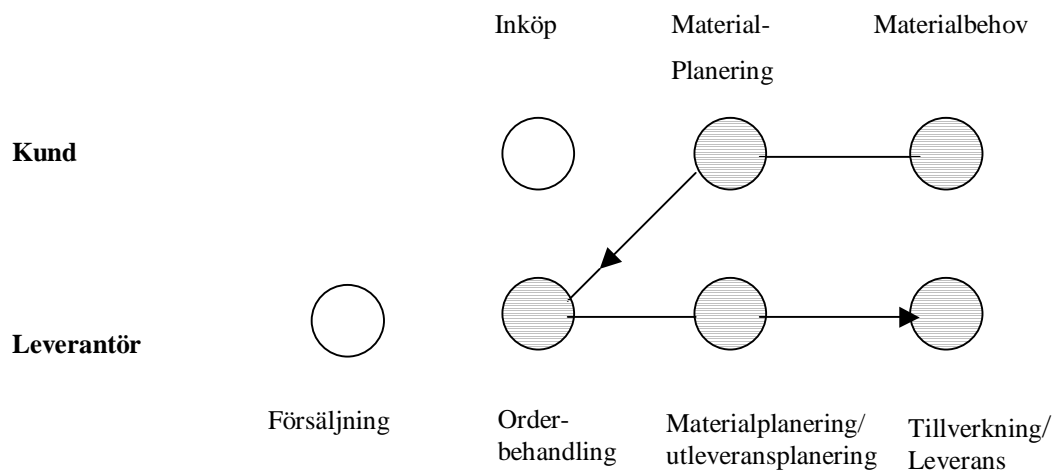 Inköp
Material-
Planering
Materialbehov
Kund
Leverantör
Försäljning
Order-
behandling
Materialplanering/
utleveransplanering
Tillverkning/
Leverans